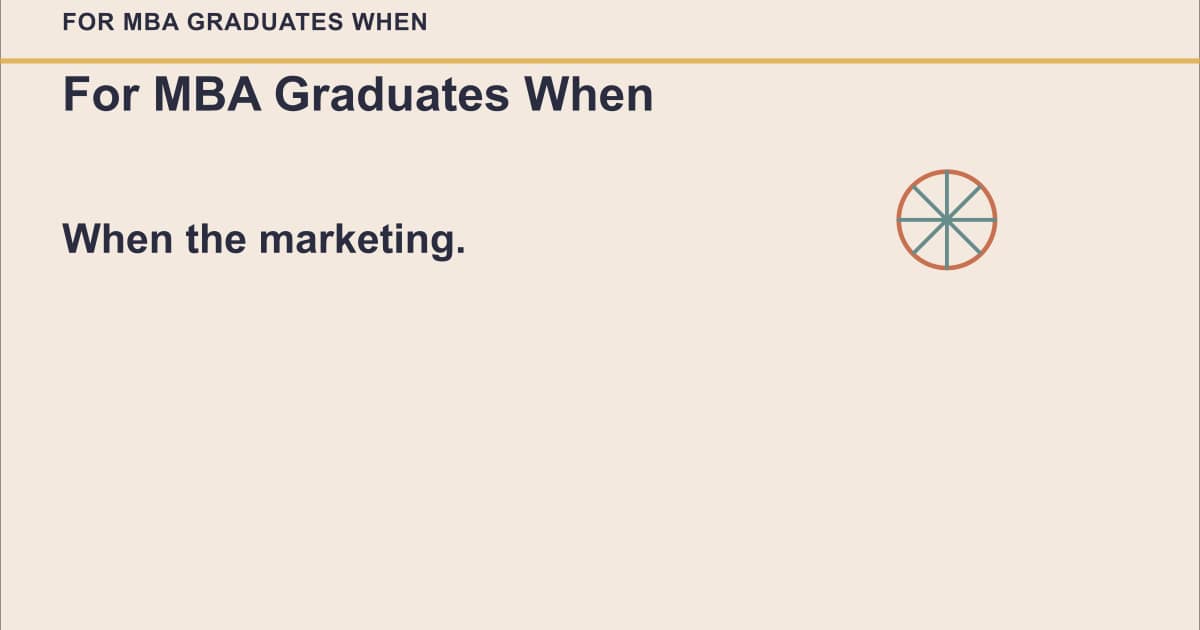 FOR MBA GRADUATES WHEN
For MBA Graduates When
When the marketing.